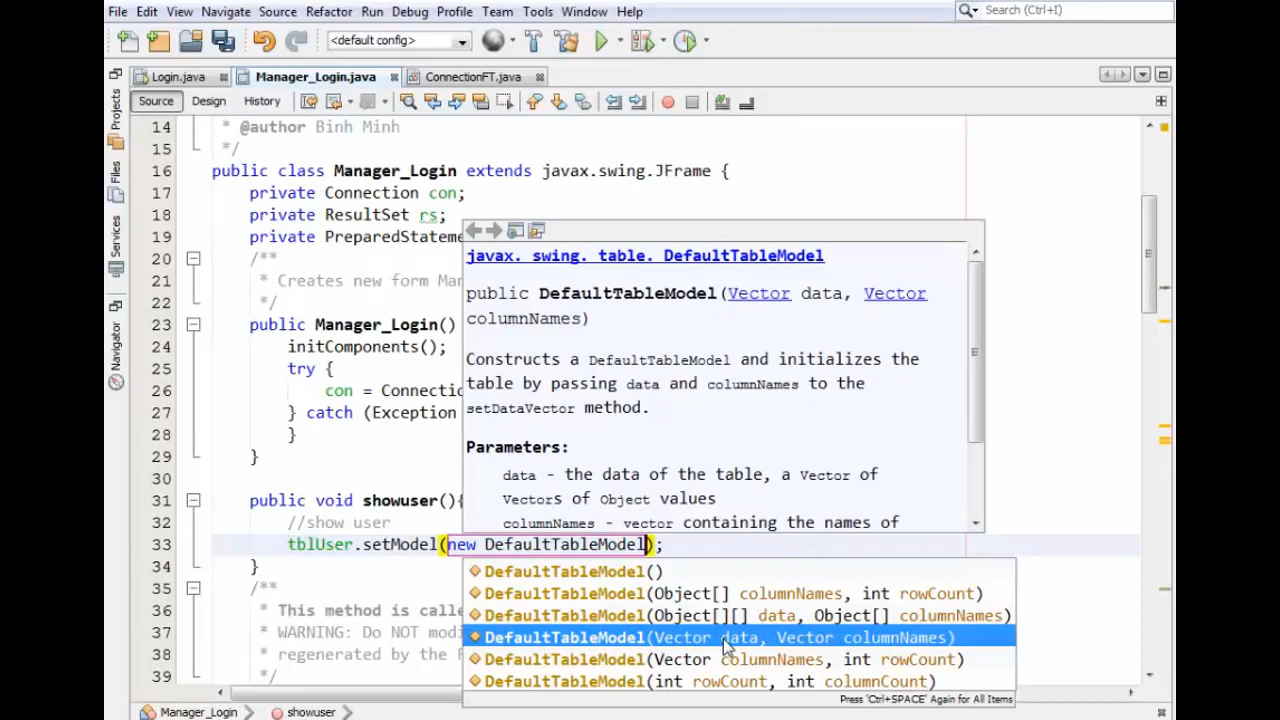 File Edit View Navigate Source Refactor Run Debug Profile Team Tools Window Help
Search (Ctrl+I)
<default config>
Login.java Manager_Login.java ConnectionFT.java
Source Design History
Projects
Files
Services
Navigator
14 * @author Binh Minh
15 */
16 public class Manager_Login extends javax.swing.JFrame {
17 private Connection con;
18 private ResultSet rs;
19 private PreparedStateme
20 /**
21 * Creates new form Mar
22 */
23 public Manager_Login()
24 initComponents();
25 try {
26 con = Connectio
27 } catch (Exception
28 }
29 }
30
31 public void showuser(){
32 //show user
33 tblUser.setModel(new DefaultTableModel);
34 }
35 /**
36 * This method is calle
37 * WARNING: Do NOT modi
38 * regenerated by the F
39 */
javax. swing. table. DefaultTableModel
public DefaultTableModel(Vector data, Vector
columnNames)
Constructs a DefaultTableModel and initializes the
table by passing data and columnNames to the
setDataVector method.
Parameters:
data - the data of the table, a Vector of
Vectors of Object values
columnNames - vector containing the names of
DefaultTableModel()
DefaultTableModel(Object[] columnNames, int rowCount)
DefaultTableModel(Object[][] data, Object[] columnNames)
DefaultTableModel(Vector data, Vector columnNames)
DefaultTableModel(Vector columnNames, int rowCount)
DefaultTableModel(int rowCount, int columnCount)
Press 'Ctrl+SPACE' Again for All Items
Manager_Login showuser